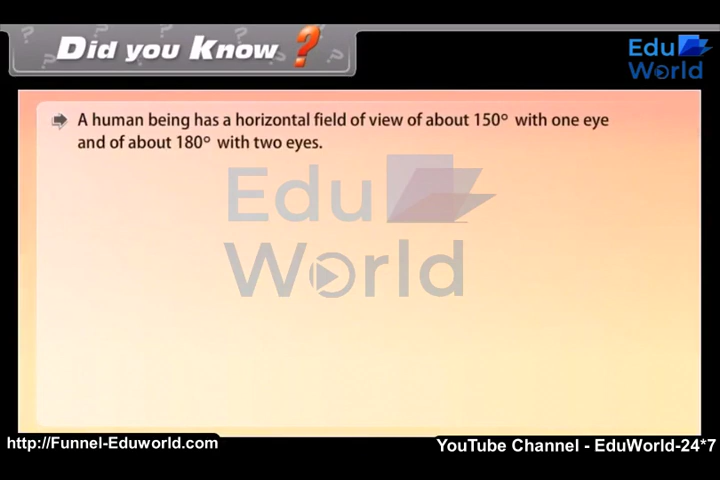 Did you Know ?
Edu
World
A human being has a horizontal field of view of about 150° with one eye
and of about 180° with two eyes.
Edu
World
http://Funnel-Eduworld.com
YouTube Channel - EduWorld-24*7